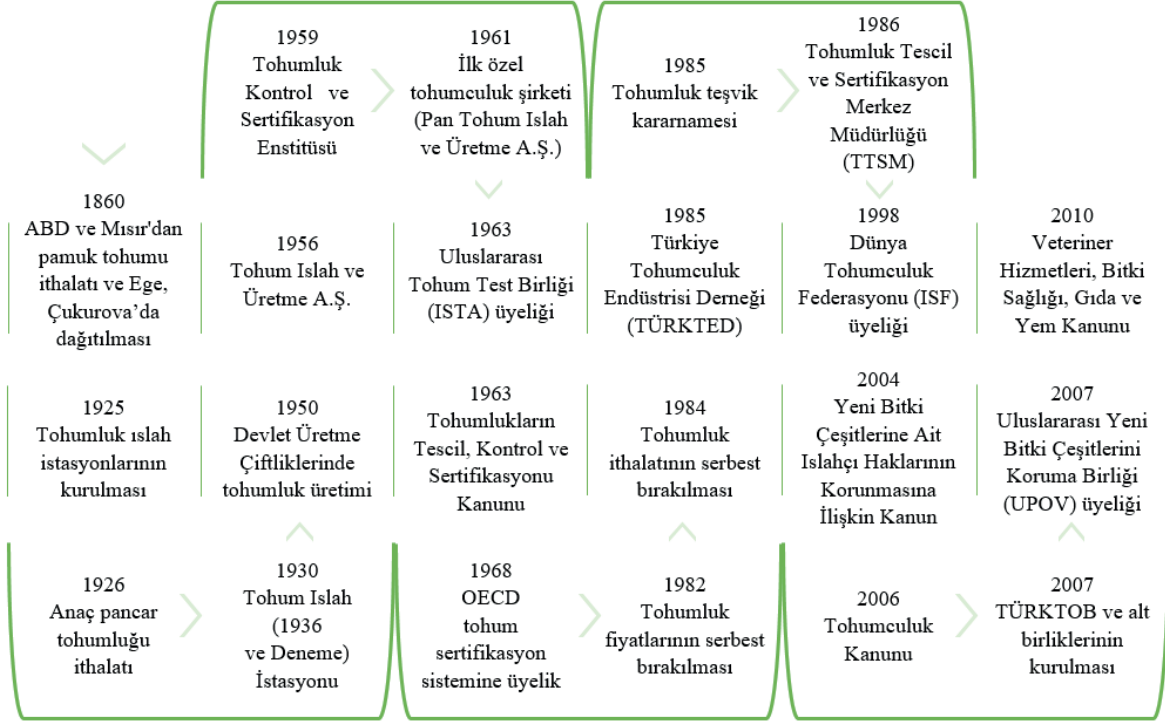 1860
ABD ve Mısır'dan
pamuk tohumu
ithalatı ve Ege,
Çukurova’da
dağıtılması
1925
Tohumluk ıslah
istasyonlarının
kurulması
1926
Anaç pancar
tohumluğu
ithalatı
1930
Tohum Islah
(1936
ve Deneme)
İstasyonu
1950
Devlet Üretme
Çiftliklerinde
tohumluk üretimi
1956
Tohum Islah ve
Üretme A.Ş.
1959
Tohumluk
Kontrol ve
Sertifikasyon
Enstitüsü
1961
İlk özel
tohumculuk şirketi
(Pan Tohum Islah
ve Üretme A.Ş.)
1963
Uluslararası
Tohum Test Birliği
(ISTA) üyeliği
1963
Tohumlukların
Tescil, Kontrol ve
Sertifikasyonu
Kanunu
1968
OECD
tohum
sertifikasyon
sistemine üyelik
1982
Tohumluk
fiyatlarının serbest
bırakılması
1984
Tohumluk
ithalatının serbest
bırakılması
1985
Türkiye
Tohumculuk
Endüstrisi Derneği
(TÜRKTED)
1985
Tohumluk teşvik
kararnamesi
1986
Tohumluk Tescil
ve Sertifikasyon
Merkez
Müdürlüğü
(TTSM)
1998
Dünya
Tohumculuk
Federasyonu (ISF)
üyeliği
2004
Yeni Bitki
Çeşitlerine Ait
Islahçı Haklarının
Korunmasına
İlişkin Kanun
2006
Tohumculuk
Kanunu
2007
TÜRKTOB ve alt
birliklerinin
kurulması
2007
Uluslararası Yeni
Bitki Çeşitlerini
Koruma Birliği
(UPOV) üyeliği
2010
Veteriner
Hizmetleri, Bitki
Sağlığı, Gıda ve
Yem Kanunu